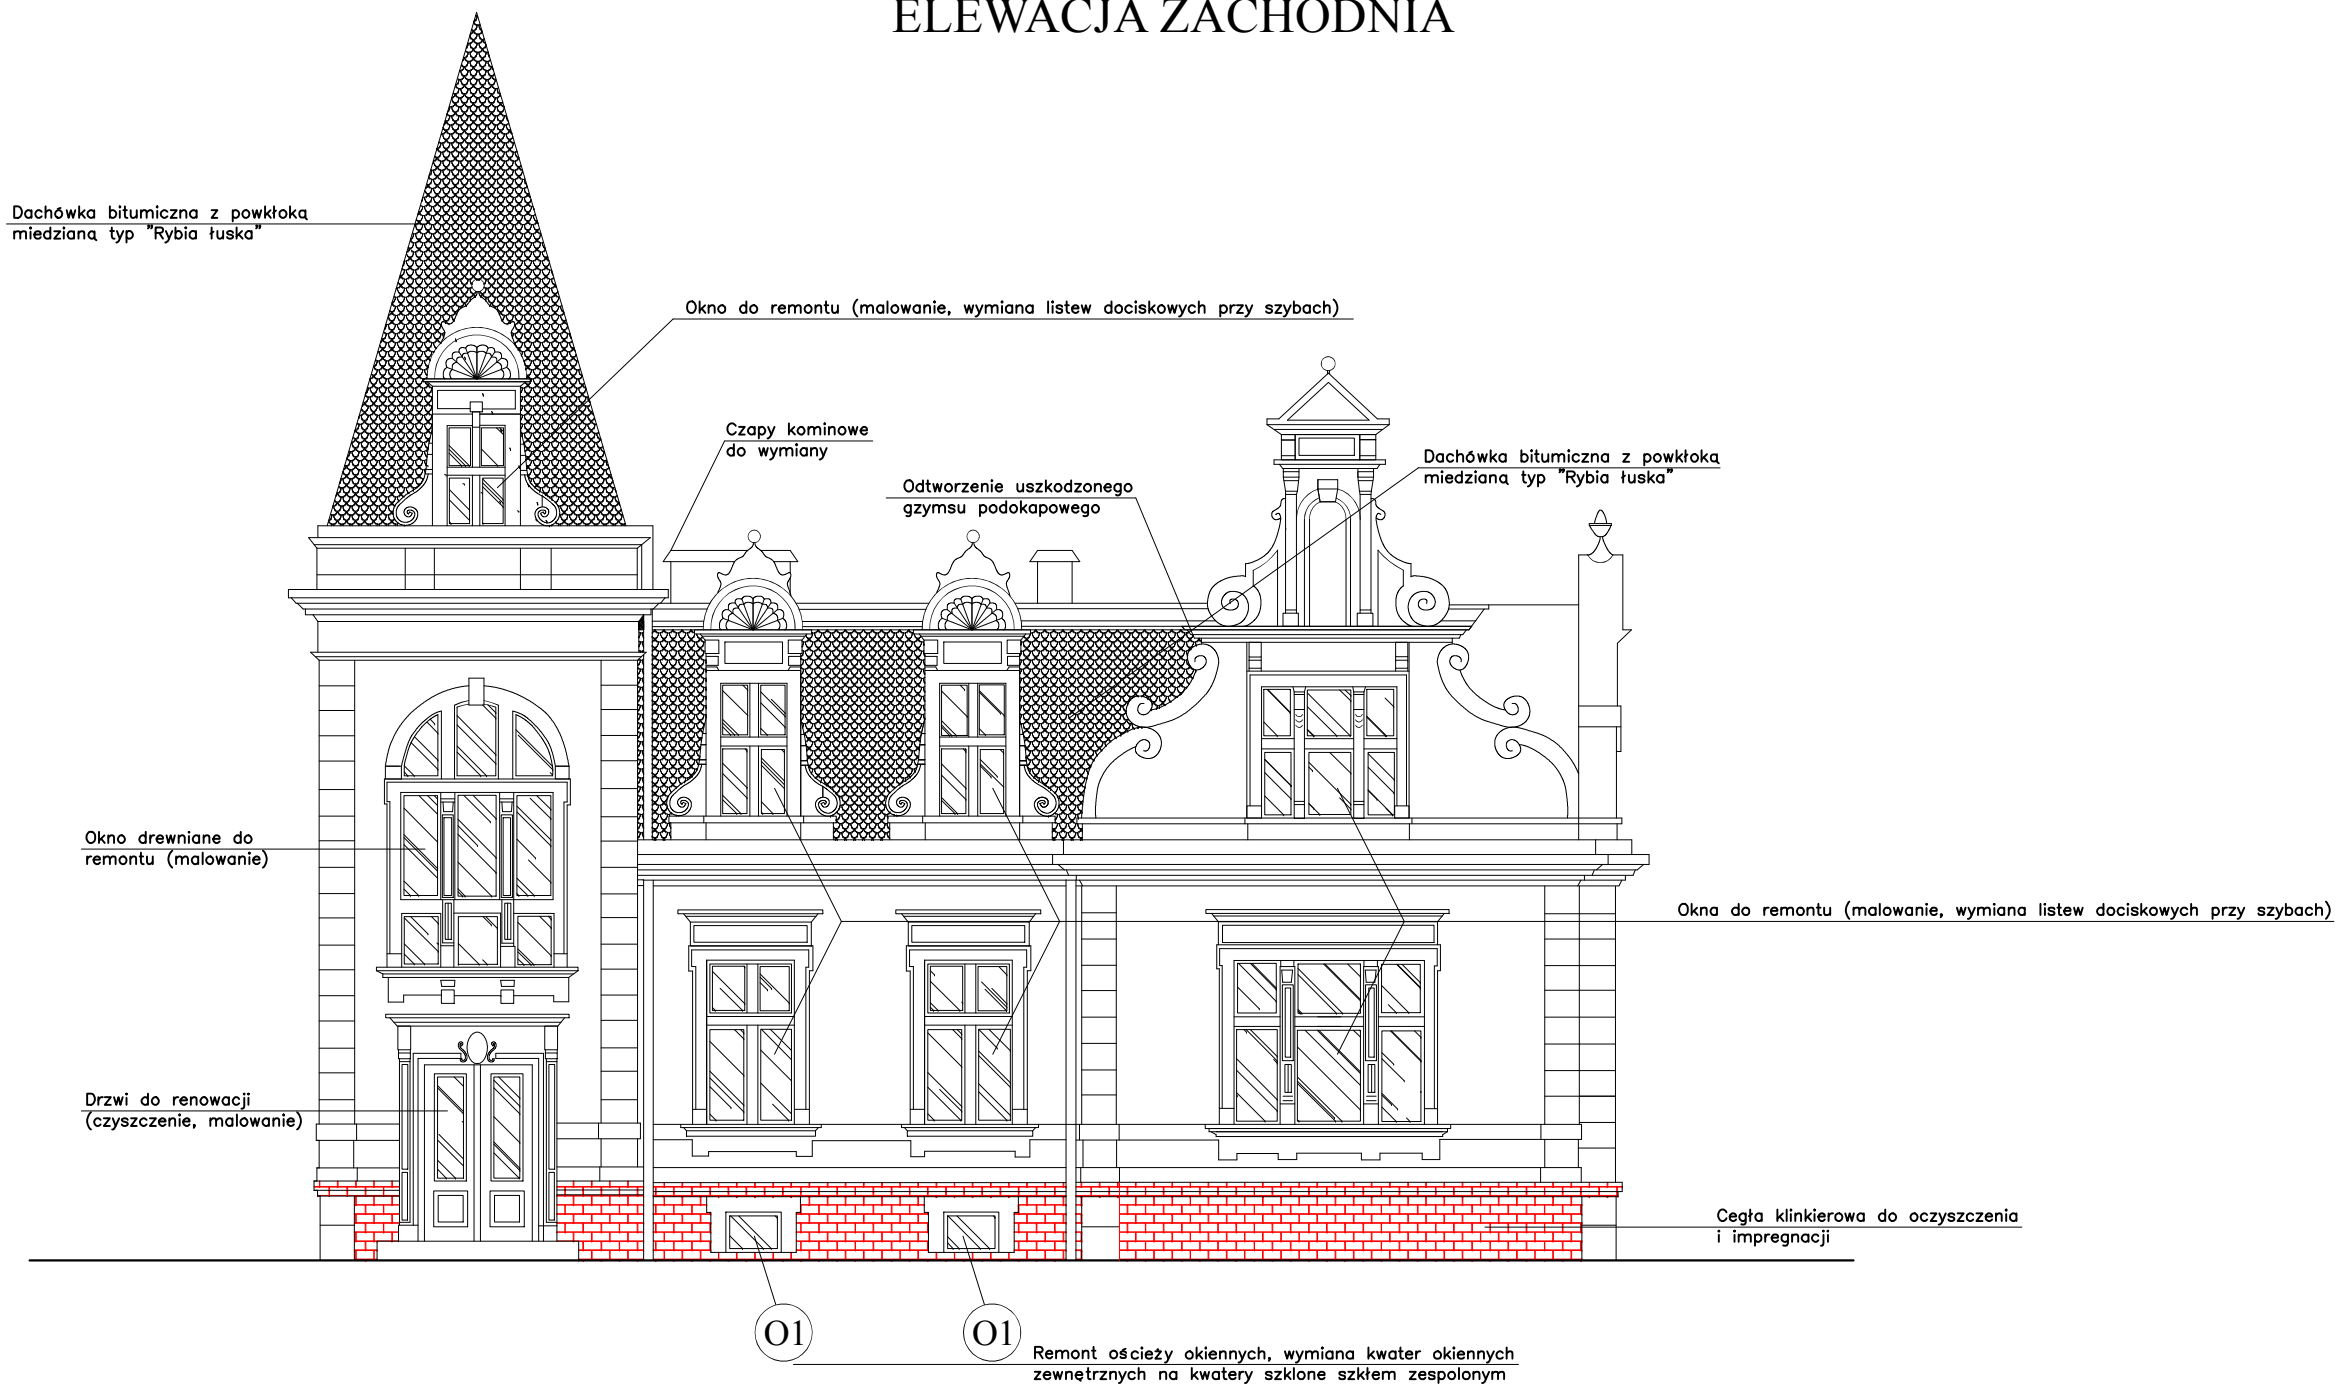 ELEWACJA ZACHODNIA
Dachówka bitumiczna z powkłoką
miedzianą typ "Rybia łuska"
Okno do remontu (malowanie, wymiana listew dociskowych przy szybach)
Czapy kominowe
do wymiany
Dachówka bitumiczna z powkłoką
miedzianą typ "Rybia łuska"
Odtworzenie uszkodzonego
gzymsu podokapowego
Okno drewniane do
remontu (malowanie)
Okna do remontu (malowanie, wymiana listew dociskowych przy szybach)
Drzwi do renowacji
(czyszczenie, malowanie)
Cegła klinkierowa do oczyszczenia
i impregnacji
O1
O1
Remont ościeży okiennych, wymiana kwater okiennych
zewnętrznych na kwatery szklone szkłem zespolonym